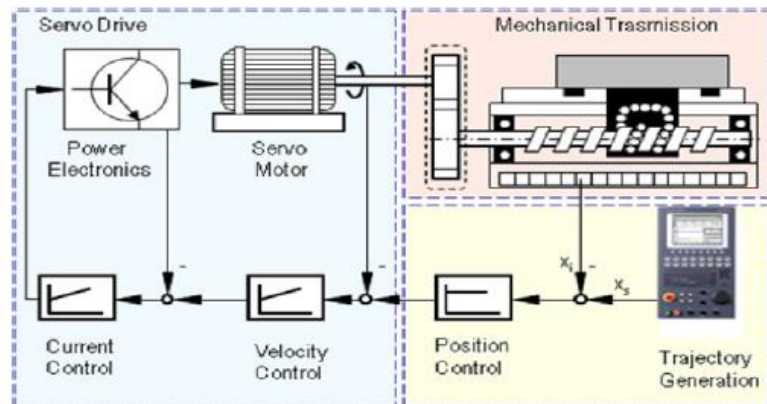 Servo Drive
Mechanical Trasmission
Power
Electronics
Servo
Motor
-
-
xᵢ
-
xₛ
Current
Control
Velocity
Control
Position
Control
Trajectory
Generation